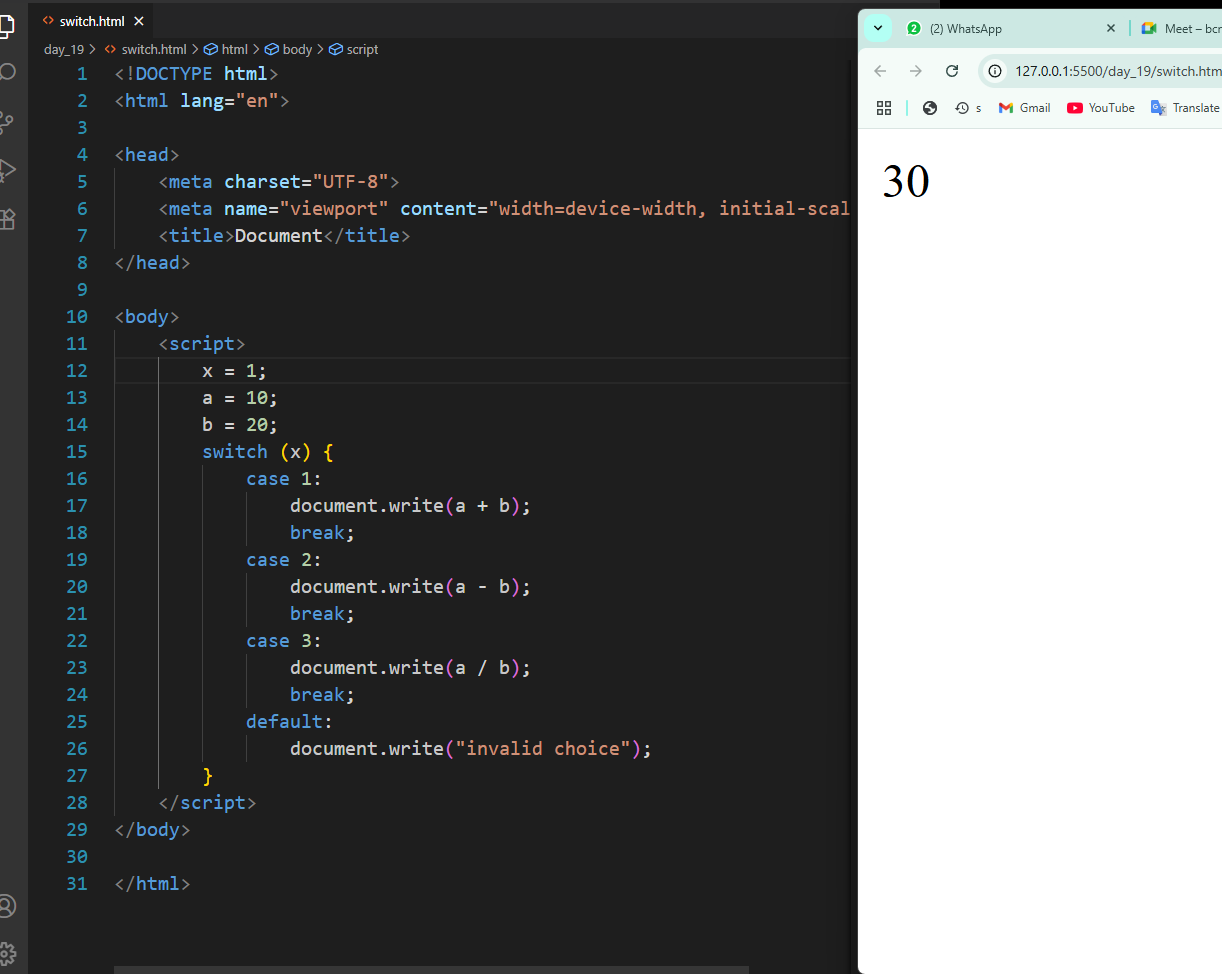 switch.html
day_19 > switch.html > html > body > script
1 <!DOCTYPE html>
2 <html lang="en">
3
4 <head>
5     <meta charset="UTF-8">
6     <meta name="viewport" content="width=device-width, initial-scal
7     <title>Document</title>
8 </head>
9
10 <body>
11     <script>
12         x = 1;
13         a = 10;
14         b = 20;
15         switch (x) {
16             case 1:
17                 document.write(a + b);
18                 break;
19             case 2:
20                 document.write(a - b);
21                 break;
22             case 3:
23                 document.write(a / b);
24                 break;
25             default:
26                 document.write("invalid choice");
27         }
28     </script>
29 </body>
30
31 </html>
2 (2) WhatsApp
Meet – bcr
127.0.0.1:5500/day_19/switch.htm
s Gmail YouTube Translate
30